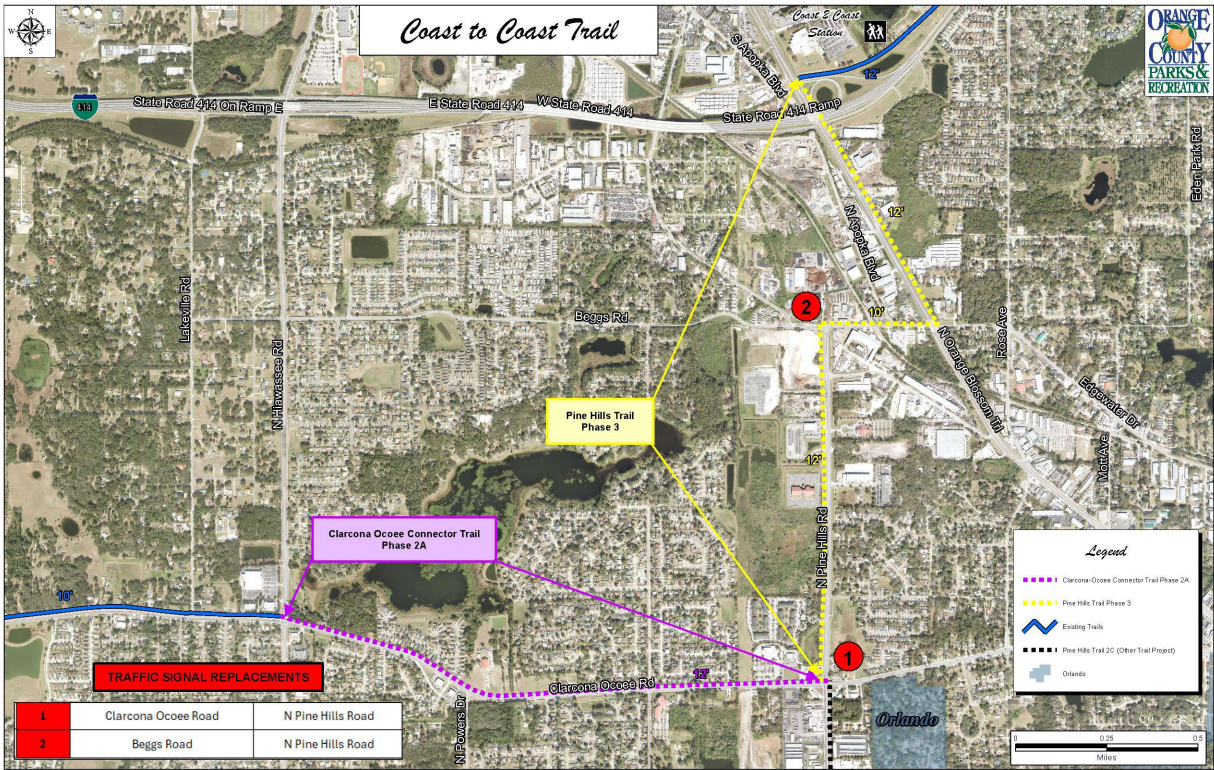 N
W
E
S
Coast to Coast Trail
Coast 2 Coast
Station
ORANGE
COUNTY
PARKS &
RECREATION
12'
S Apopka Blvd
414
State Road 414 On Ramp E
E State Road 414
W State Road 414
State Road 414 Ramp
Eden Park Rd
12'
N Apopka Blvd
Lakeville Rd
N Hiawassee Rd
Beggs Rd
2
10'
N Orange Blossom Trl
Rose Ave
Edgewater Dr
Mott Ave
Pine Hills Trail
Phase 3
12'
N Pine Hills Rd
Clarcona Ocoee Connector Trail
Phase 2A
10'
1
12'
Clarcona Ocoee Rd
N Powers Dr
Orlando
TRAFFIC SIGNAL REPLACEMENTS
1 Clarcona Ocoee Road N Pine Hills Road
2 Beggs Road N Pine Hills Road
Legend
Clarcona-Ocoee Connector Trail Phase 2A
Pine Hills Trail Phase 3
Existing Trails
Pine Hills Trail 2C (Other Trail Project)
Orlando
0 0.25 0.5
Miles